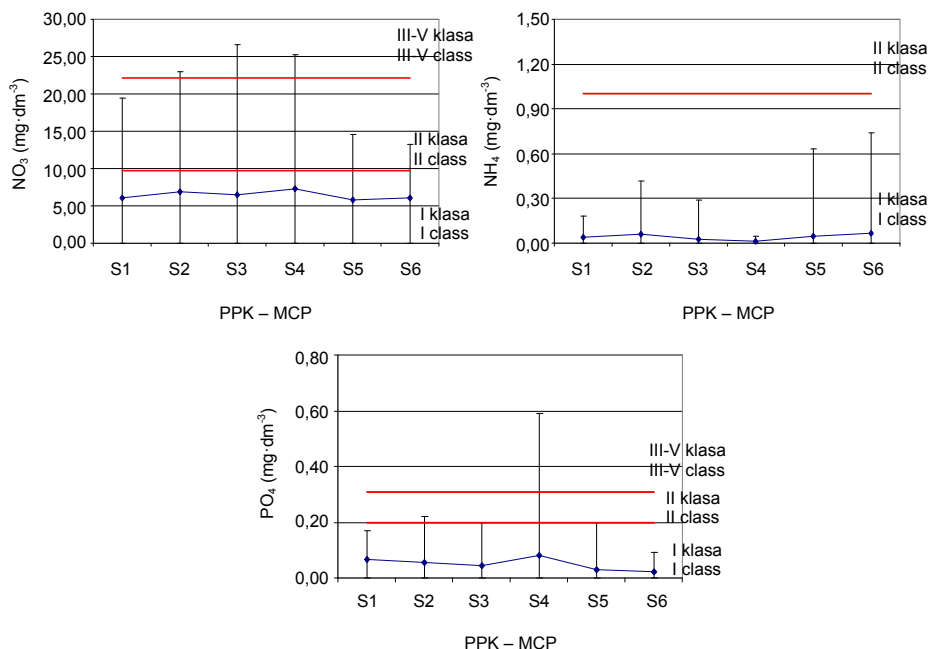 NO₃ (mg·dm⁻³)
30,00
25,00
20,00
15,00
10,00
5,00
0,00
III-V klasa
III-V class
II klasa
II class
I klasa
I class
S1 S2 S3 S4 S5 S6
PPK – MCP
NH₄ (mg·dm⁻³)
1,50
1,20
0,90
0,60
0,30
0,00
II klasa
II class
I klasa
I class
S1 S2 S3 S4 S5 S6
PPK – MCP
PO₄ (mg·dm⁻³)
0,80
0,60
0,40
0,20
0,00
III-V klasa
III-V class
II klasa
II class
I klasa
I class
S1 S2 S3 S4 S5 S6
PPK – MCP